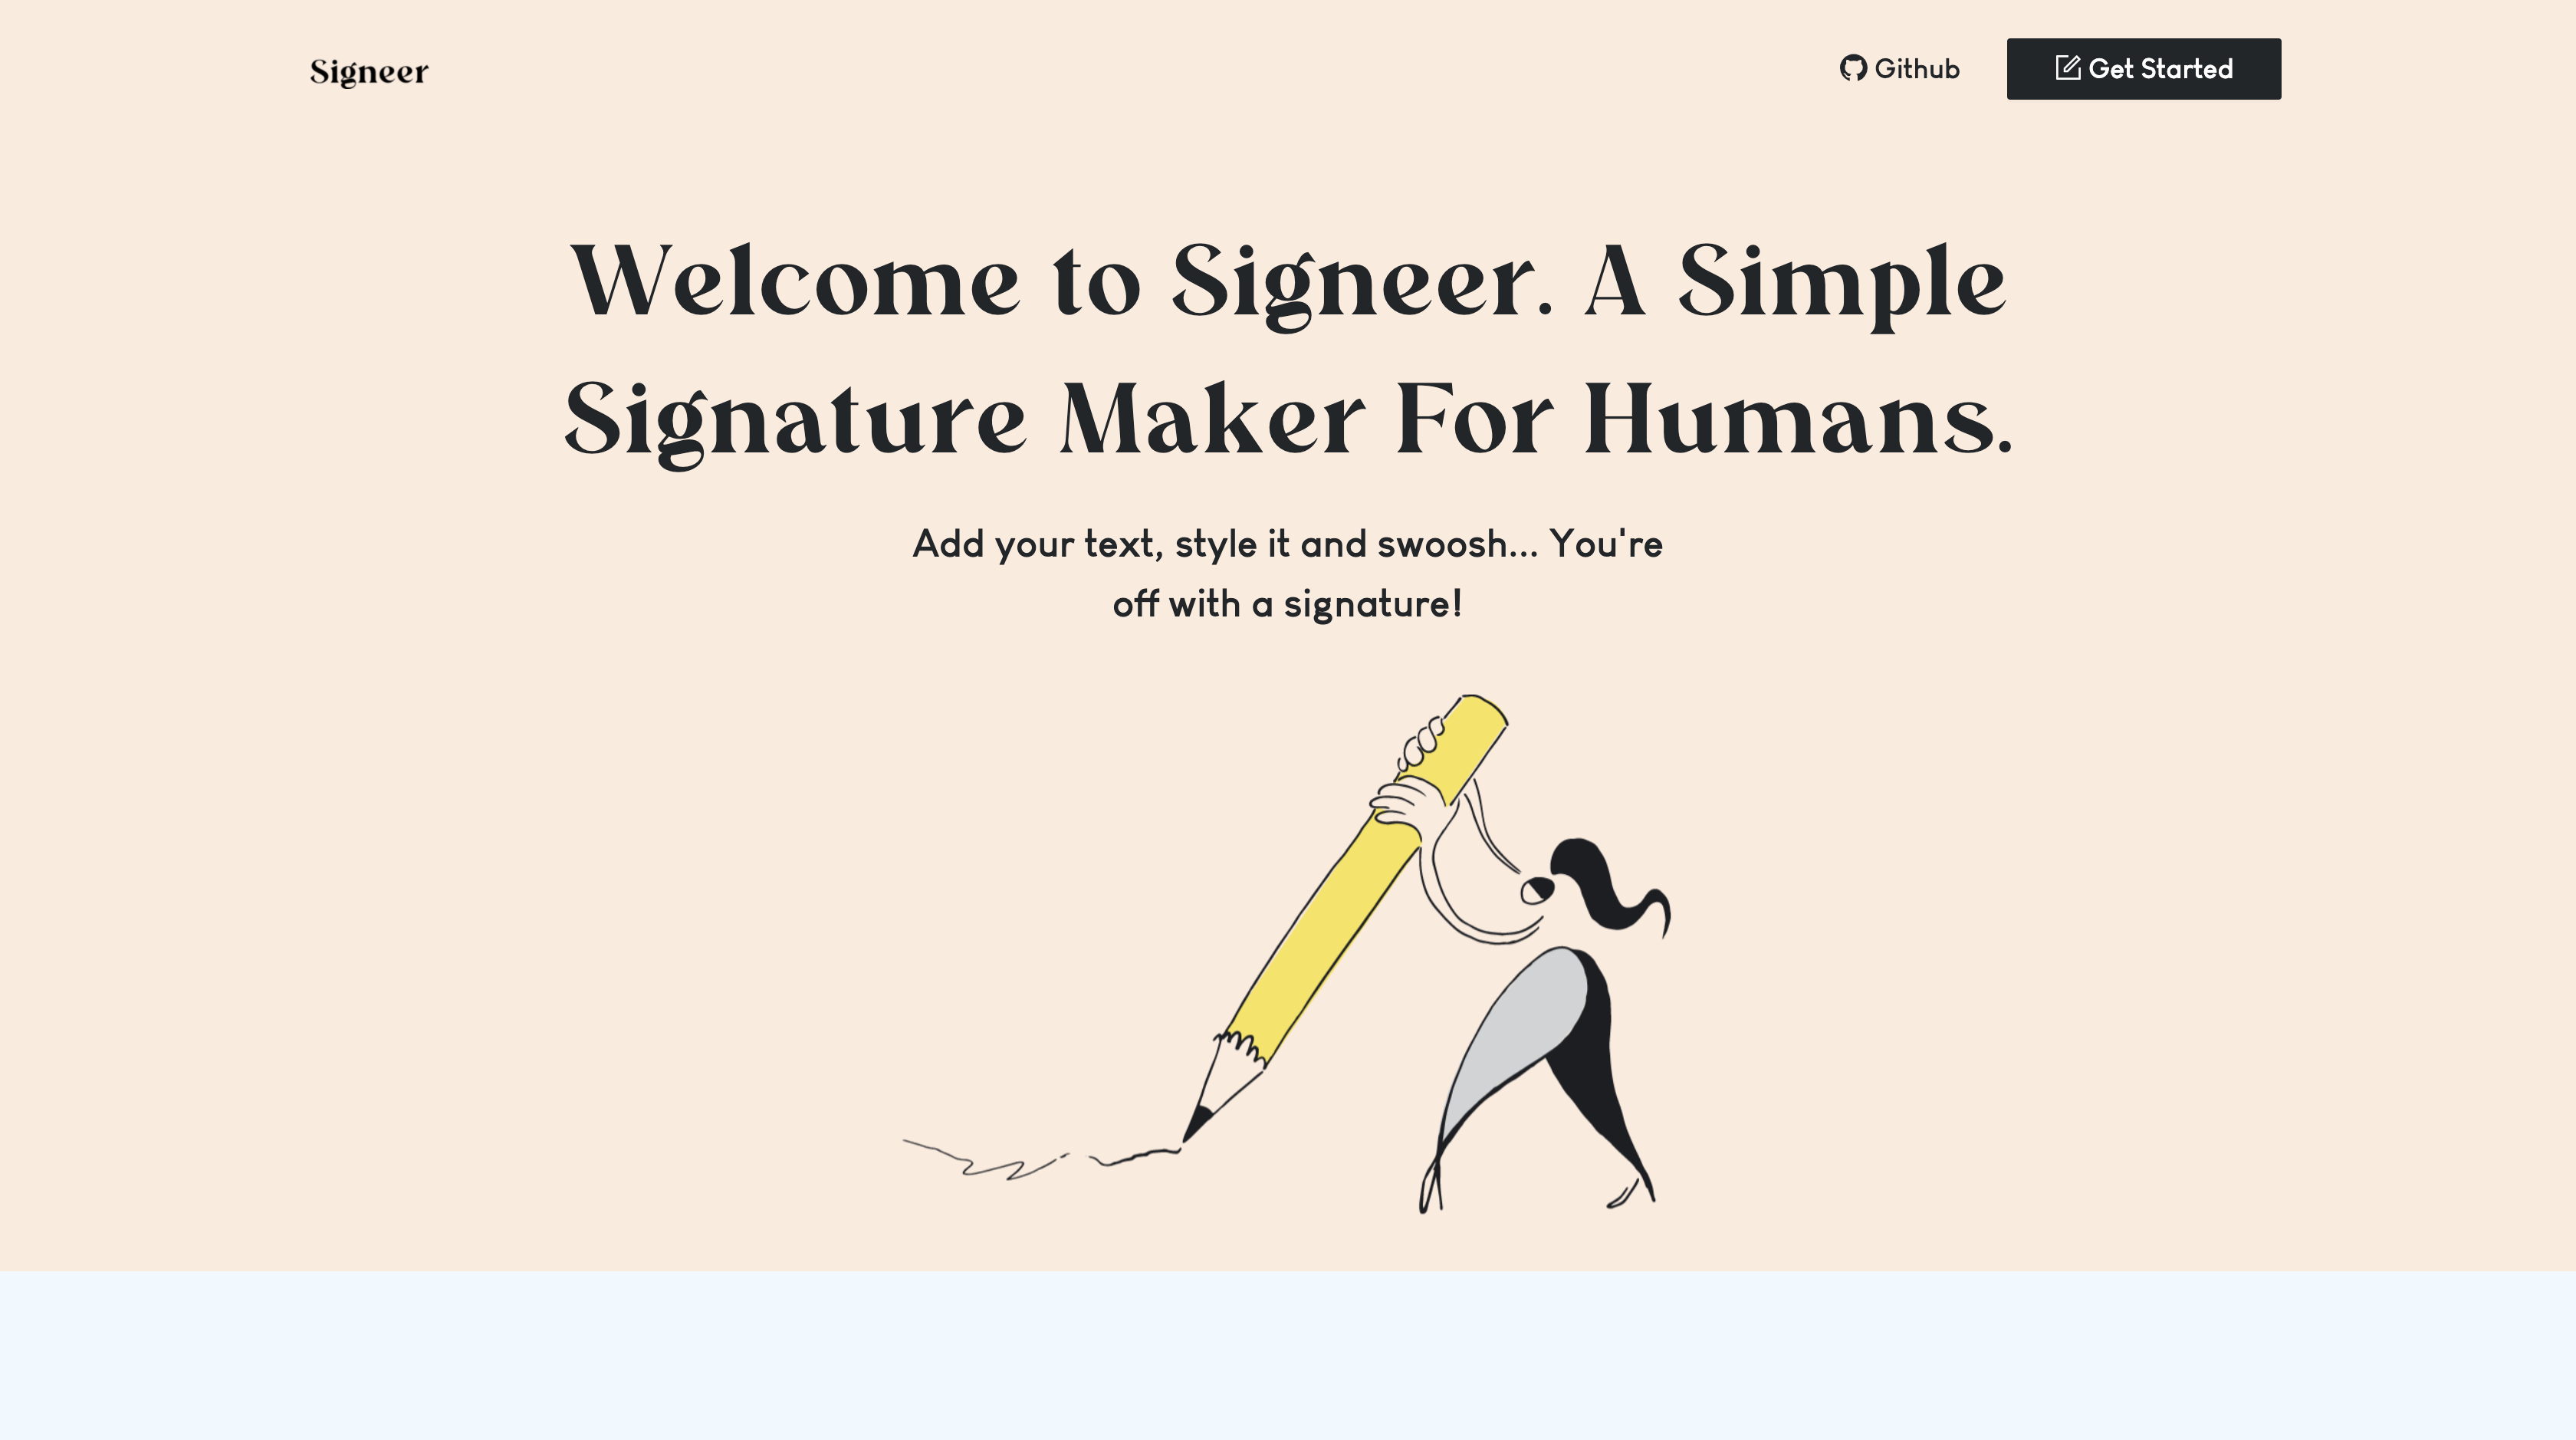 Signeer
Github
Get Started
Welcome to Signeer. A Simple
Signature Maker For Humans.
Add your text, style it and swoosh... You're
off with a signature!